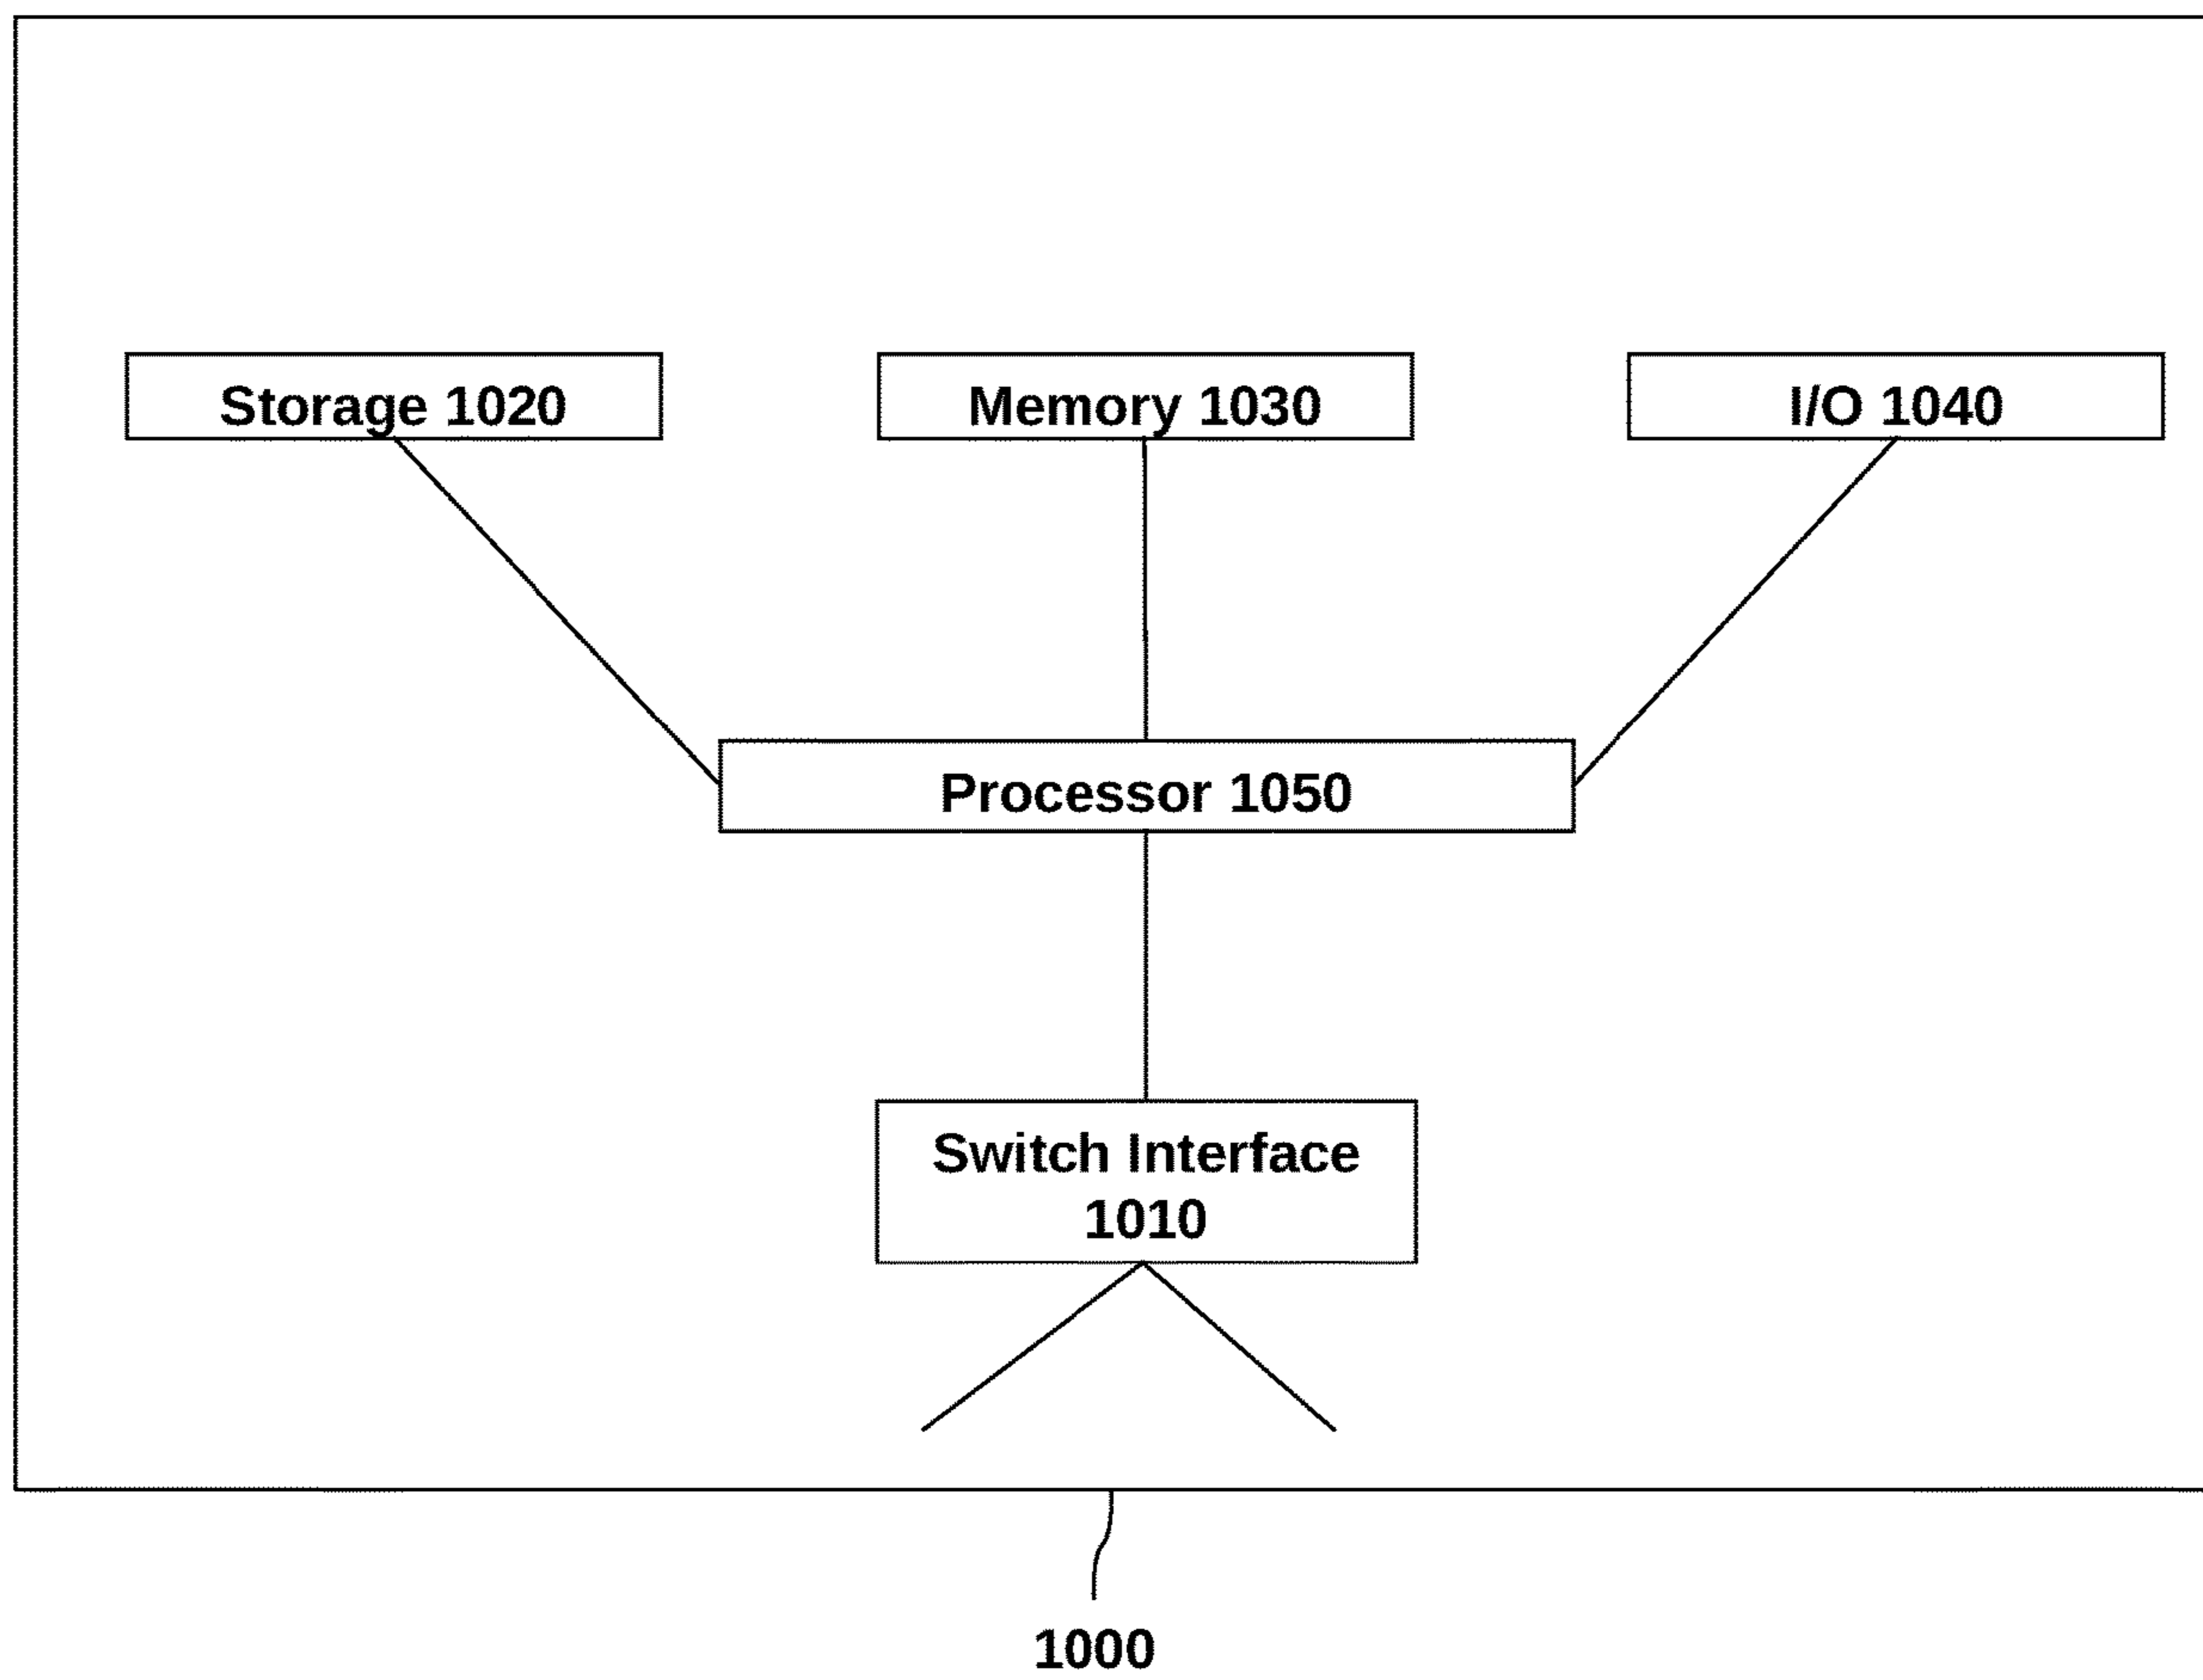 Storage 1020
Memory 1030
I/O 1040
Processor 1050
Switch Interface
1010
1000